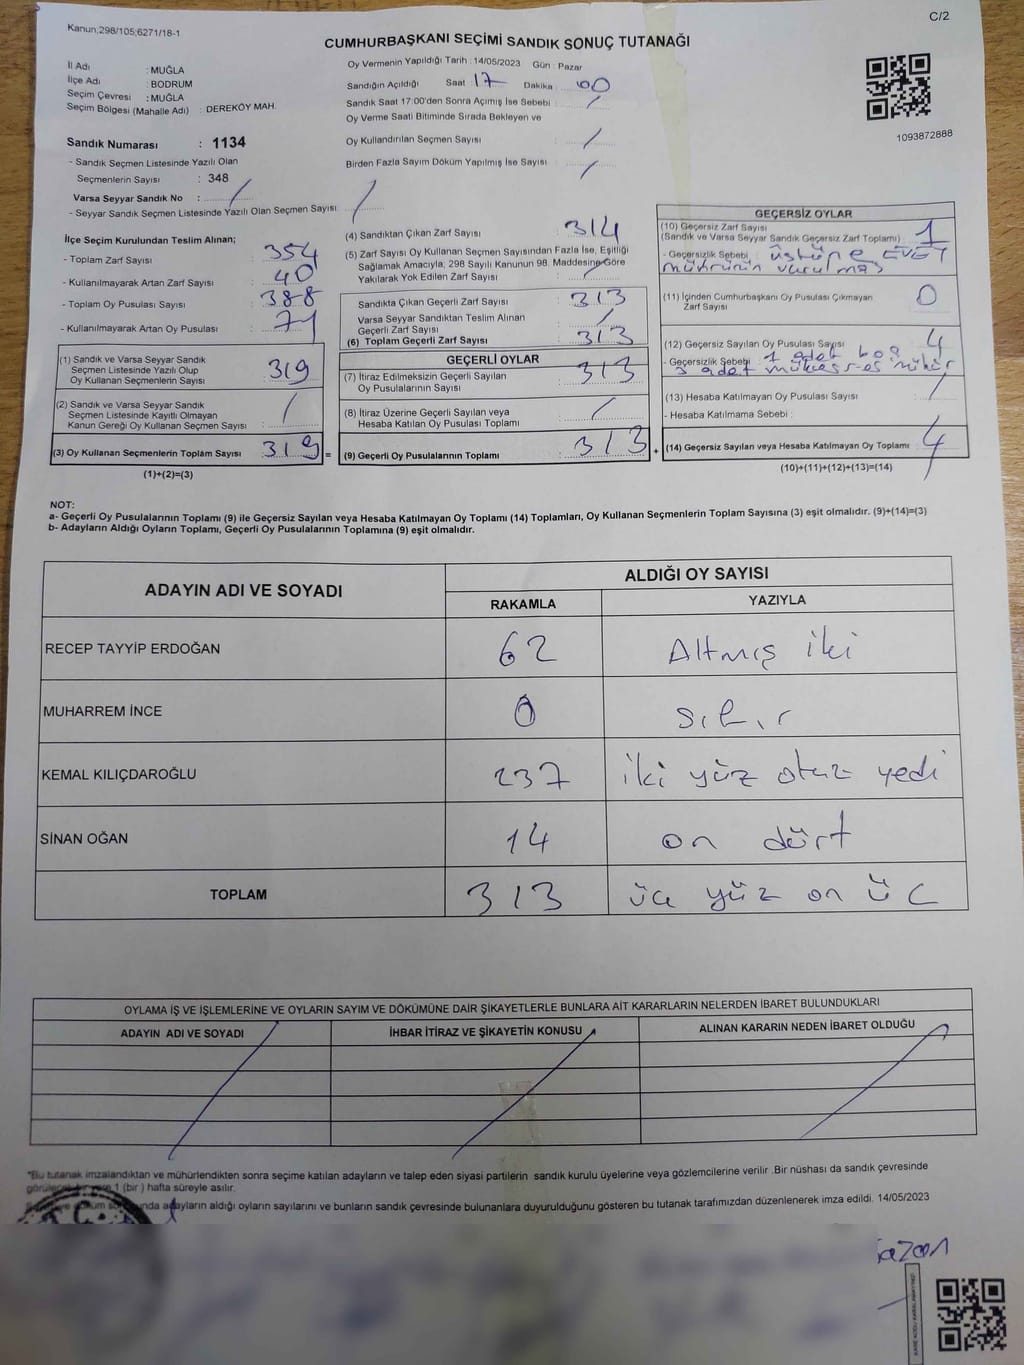 Kanun,298/105;6271/18-1
C/2
CUMHURBAŞKANI SEÇİMİ SANDIK SONUÇ TUTANAĞI
İl Adı : MUĞLA
İlçe Adı : BODRUM
Seçim Çevresi : MUĞLA
Seçim Bölgesi (Mahalle Adı) : DEREKÖY MAH.
Sandık Numarası : 1134
- Sandık Seçmen Listesinde Yazılı Olan
Seçmenlerin Sayısı : 348
Varsa Seyyar Sandık No : /
- Seyyar Sandık Seçmen Listesinde Yazılı Olan Seçmen Sayısı /
Oy Vermenin Yapıldığı Tarih : 14/05/2023 Gün : Pazar
Sandığın Açıldığı Saat : 17 Dakika : 00
Sandık Saat 17:00'den Sonra Açımış İse Sebebi : /
Oy Verme Saati Bitiminde Sırada Bekleyen ve
Oy Kullandırılan Seçmen Sayısı : /
Birden Fazla Sayım Döküm Yapılmış İse Sayısı : /
1093872888
İlçe Seçim Kurulundan Teslim Alınan;
- Toplam Zarf Sayısı : 354
- Kullanılmayarak Artan Zarf Sayısı : 40
- Toplam Oy Pusulası Sayısı : 388
- Kullanılmayarak Artan Oy Pusulası : 71
(1) Sandık ve Varsa Seyyar Sandık
Seçmen Listesinde Yazılı Olup
Oy Kullanan Seçmenlerin Sayısı : 319
(2) Sandık ve Varsa Seyyar Sandık
Seçmen Listesinde Kayıtlı Olmayan
Kanun Gereği Oy Kullanan Seçmen Sayısı : /
(3) Oy Kullanan Seçmenlerin Toplam Sayısı : 319 =
(1)+(2)=(3)
(4) Sandıktan Çıkan Zarf Sayısı : 314
(5) Zarf Sayısı Oy Kullanan Seçmen Sayısından Fazla İse, Eşitliği
Sağlamak Amacıyla, 298 Sayılı Kanunun 98. Maddesine Göre
Yakılarak Yok Edilen Zarf Sayısı : /
Sandıkta Çıkan Geçerli Zarf Sayısı : 313
Varsa Seyyar Sandıktan Teslim Alınan
Geçerli Zarf Sayısı : /
(6) Toplam Geçerli Zarf Sayısı : 313
GEÇERLİ OYLAR
(7) İtiraz Edilmeksizin Geçerli Sayılan
Oy Pusulalarının Sayısı : 313
(8) İtiraz Üzerine Geçerli Sayılan veya
Hesaba Katılan Oy Pusulası Toplamı : /
(9) Geçerli Oy Pusulalarının Toplamı : 313 +
GEÇERSİZ OYLAR
(10) Geçersiz Zarf Sayısı
(Sandık ve Varsa Seyyar Sandık Geçersiz Zarf Toplamı) : 1
- Geçersizlik Sebebi : üstüne EVET
mührünün vurulması
(11) İçinden Cumhurbaşkanı Oy Pusulası Çıkmayan
Zarf Sayısı : 0
(12) Geçersiz Sayılan Oy Pusulası Sayısı : 4
- Geçersizlik Sebebi : 1 adet boş
3 adet mühür
(13) Hesaba Katılmayan Oy Pusulası Sayısı : /
- Hesaba Katılmama Sebebi :
(14) Geçersiz Sayılan veya Hesaba Katılmayan Oy Toplamı : 4
(10)+(11)+(12)+(13)=(14)
NOT:
a- Geçerli Oy Pusulalarının Toplamı (9) ile Geçersiz Sayılan veya Hesaba Katılmayan Oy Toplamı (14) Toplamları, Oy Kullanan Seçmenlerin Toplam Sayısına (3) eşit olmalıdır. (9)+(14)=(3)
b- Adayların Aldığı Oyların Toplamı, Geçerli Oy Pusulalarının Toplamına (9) eşit olmalıdır.
ADAYIN ADI VE SOYADI
ALDIĞI OY SAYISI
RAKAMLA YAZIYLA
RECEP TAYYİP ERDOĞAN 62 Altmış iki
MUHARREM İNCE 0 sıfır
KEMAL KILIÇDAROĞLU 237 iki yüz otuz yedi
SİNAN OĞAN 14 on dört
TOPLAM 313 üç yüz on üç
OYLAMA İŞ VE İŞLEMLERİNE VE OYLARIN SAYIM VE DÖKÜMÜNE DAİR ŞİKAYETLERLE BUNLARA AİT KARARLARIN NELERDEN İBARET BULUNDUKLARI
ADAYIN ADI VE SOYADI İHBAR İTİRAZ VE ŞİKAYETİN KONUSU ALINAN KARARIN NEDEN İBARET OLDUĞU
*Bu tutanak imzalandıktan ve mühürlendikten sonra seçime katılan adayların ve talep eden siyasi partilerin sandık kurulu üyelerine veya gözlemcilerine verilir .Bir nüshası da sandık çevresinde
1 (bir ) hafta süreyle asılır.
adayların aldığı oyların sayılarını ve bunların sandık çevresinde bulunanlara duyurulduğunu gösteren bu tutanak tarafımızdan düzenlenerek imza edildi. 14/05/2023